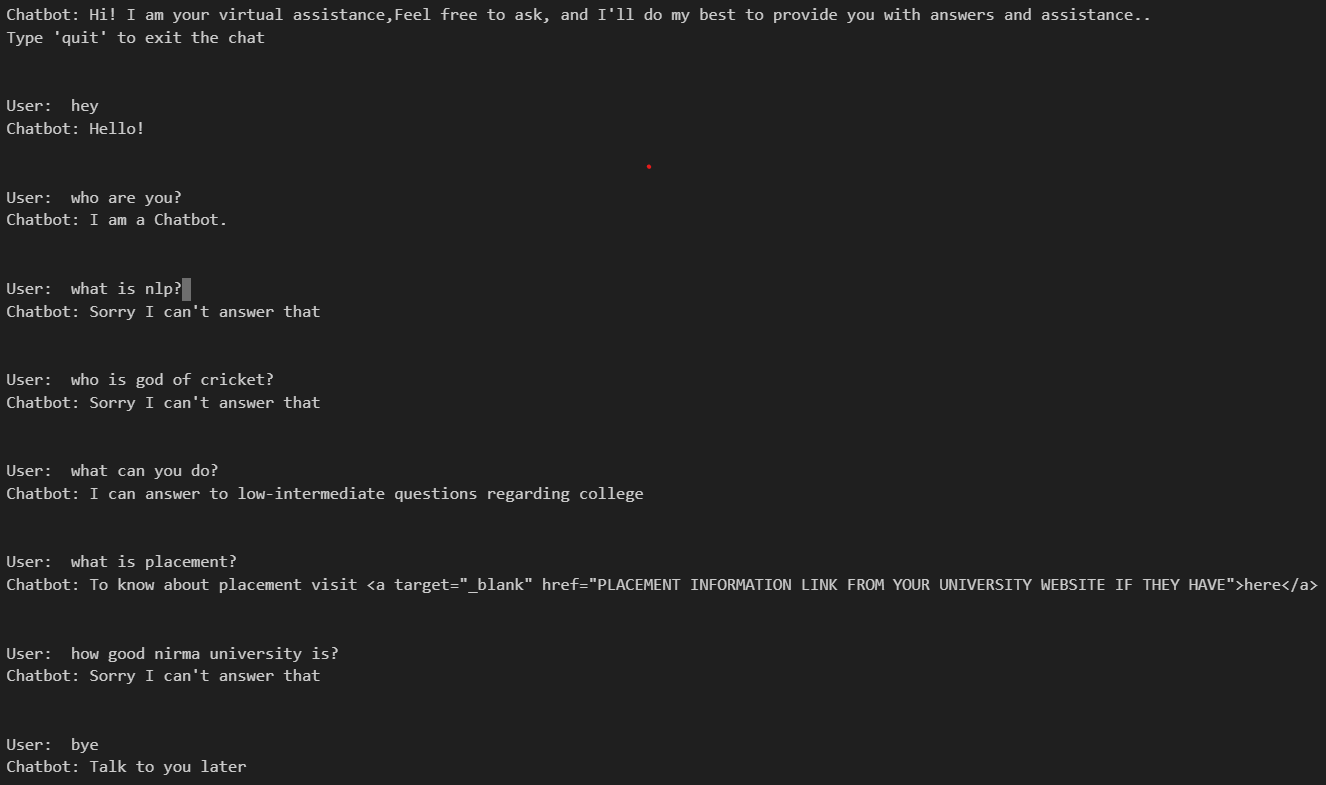 Chatbot: Hi! I am your virtual assistance,Feel free to ask, and I'll do my best to provide you with answers and assistance..
Type 'quit' to exit the chat
User:  hey
Chatbot: Hello!
User:  who are you?
Chatbot: I am a Chatbot.
User:  what is nlp?
Chatbot: Sorry I can't answer that
User:  who is god of cricket?
Chatbot: Sorry I can't answer that
User:  what can you do?
Chatbot: I can answer to low-intermediate questions regarding college
User:  what is placement?
Chatbot: To know about placement visit <a target="_blank" href="PLACEMENT INFORMATION LINK FROM YOUR UNIVERSITY WEBSITE IF THEY HAVE">here</a>
User:  how good nirma university is?
Chatbot: Sorry I can't answer that
User:  bye
Chatbot: Talk to you later